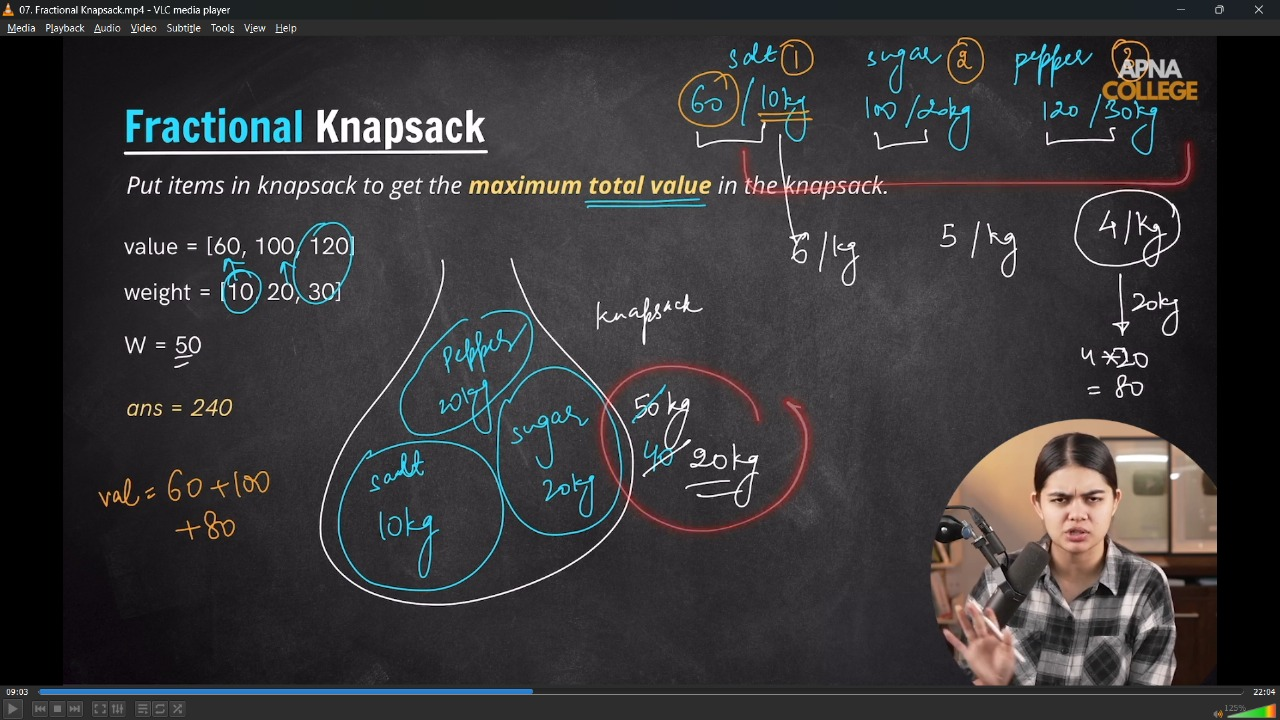 07. Fractional Knapsack.mp4 - VLC media player
Media Playback Audio Video Subtitle Tools View Help
salt 1 sugar 2 pepper 3
60 / 10kg 100 / 20kg 120 / 30kg
APNA
COLLEGE
Fractional Knapsack
Put items in knapsack to get the maximum total value in the knapsack.
value = [60, 100, 120]
weight = [10, 20, 30]
W = 50
ans = 240
val = 60 + 100
+ 80
6 /kg 5 /kg 4/kg
20kg
4 * 20
= 80
knapsack
pepper
20kg
sugar
20kg
salt
10kg
50kg
40 20kg
09:03 22:04
125%